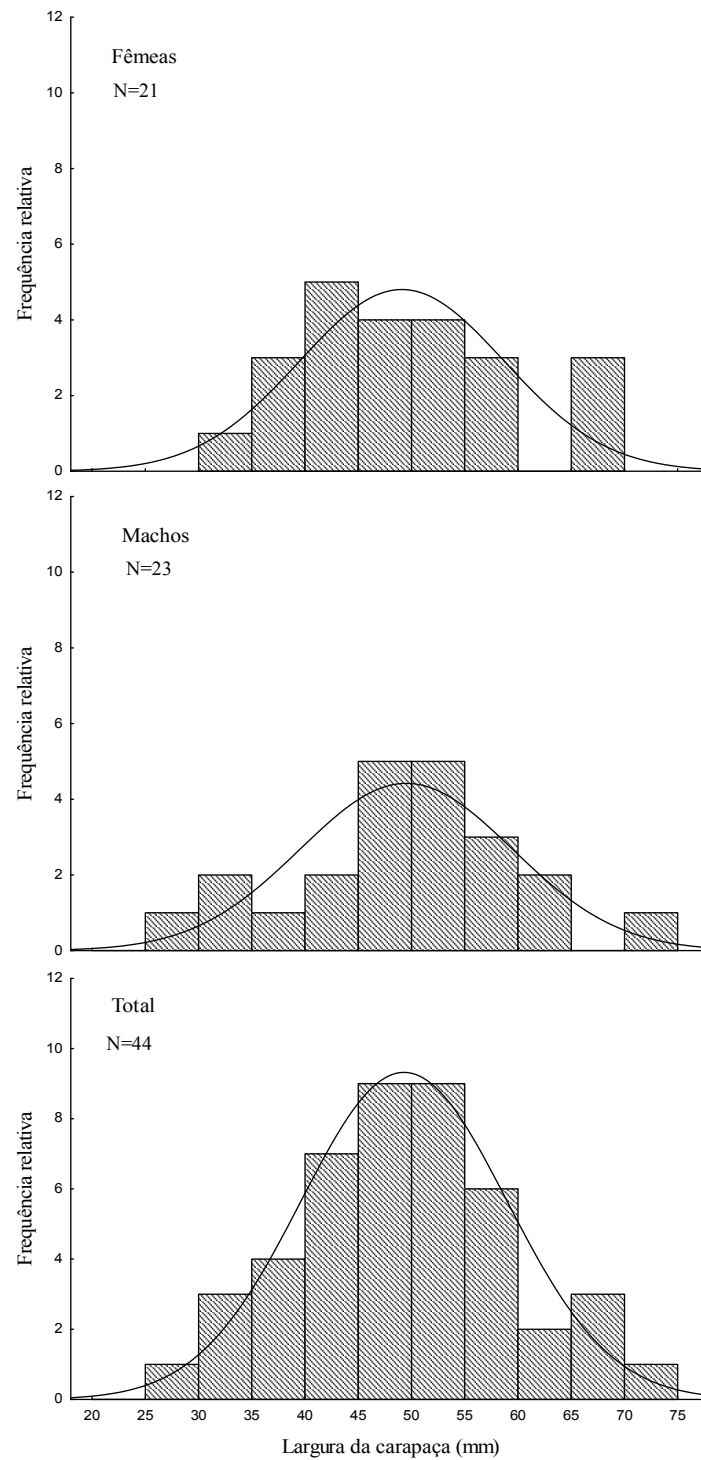 Fêmeas
N=21
Frequência relativa
12
10
8
6
4
2
0
Machos
N=23
Frequência relativa
12
10
8
6
4
2
0
Total
N=44
Frequência relativa
12
10
8
6
4
2
0
20 25 30 35 40 45 50 55 60 65 70 75
Largura da carapaça (mm)